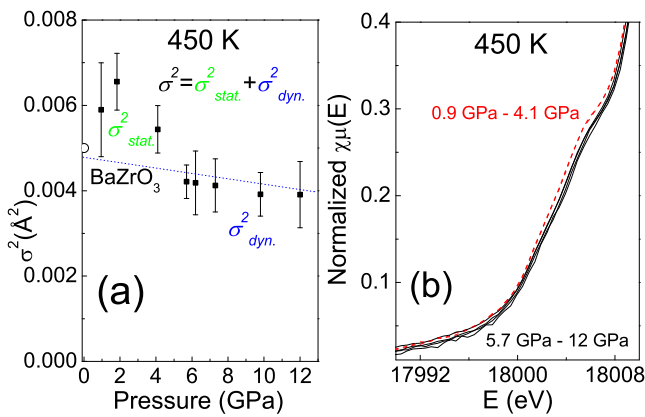 450 K
σ²=σ²stat.+σ²dyn.
σ²stat.
BaZrO₃
σ²dyn.
(a)
σ²(Å²)
0.008
0.006
0.004
0.002
0.000
0 2 4 6 8 10 12
Pressure (GPa)
450 K
0.9 GPa - 4.1 GPa
5.7 GPa - 12 GPa
(b)
Normalized χμ(E)
0.4
0.3
0.2
0.1
17992 18000 18008
E (eV)